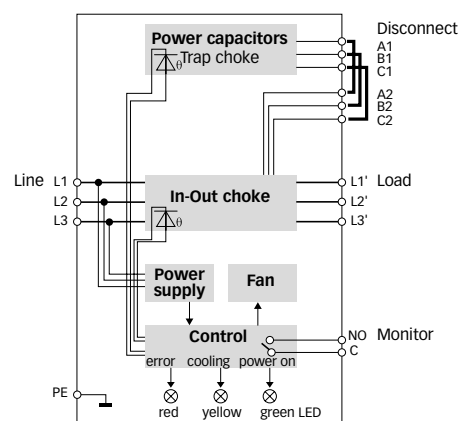 Disconnect
Power capacitors
Trap choke
θ
A1
B1
C1
A2
B2
C2
Line L1 L1' Load
In-Out choke
L2 L2'
L3 θ L3'
Power supply
Fan
Control
NO Monitor
C
error cooling power on
PE
red yellow green LED